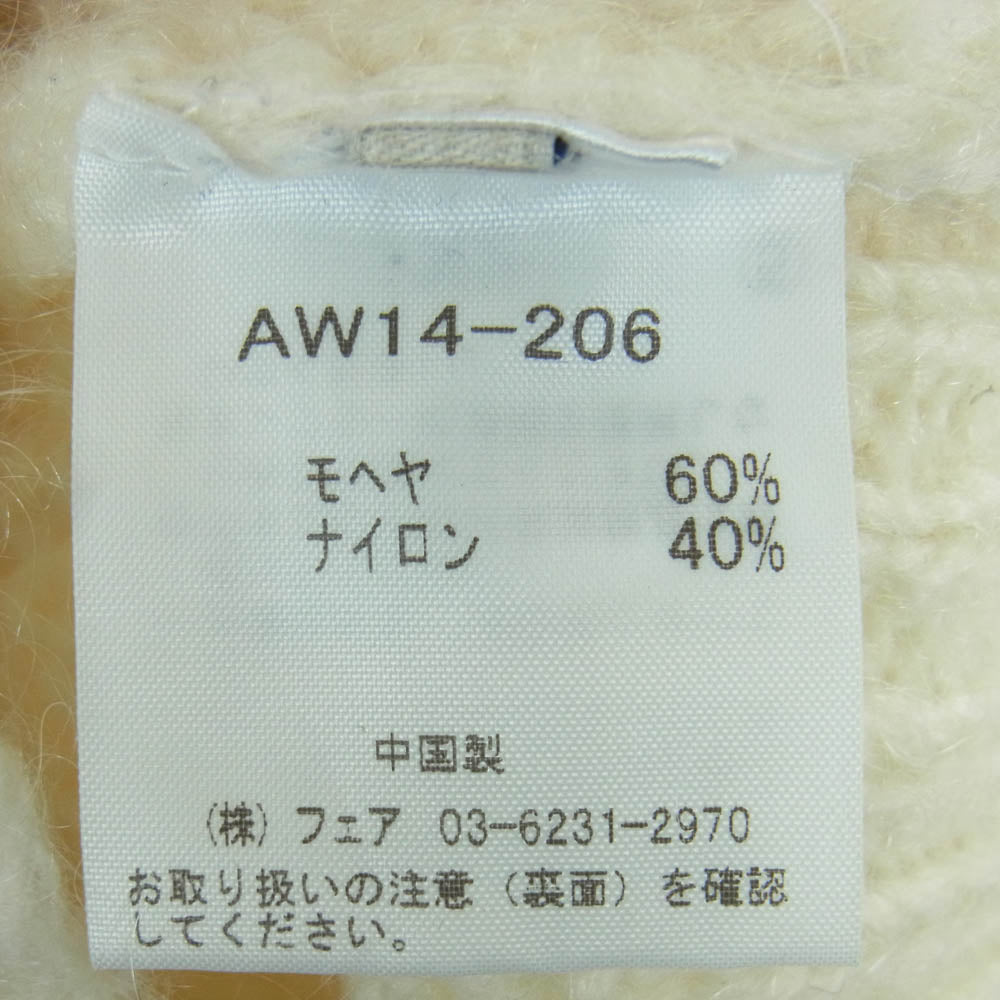 AW14-206
モヘヤ 60%
ナイロン 40%
中国製
(株) フェア 03-6231-2970
お取り扱いの注意 (裏面) を確認
してください。